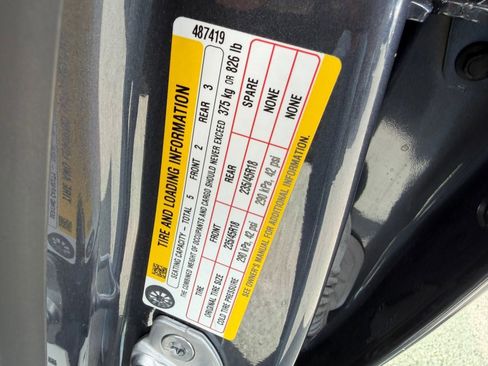 487419
TIRE AND LOADING INFORMATION
SEATING CAPACITY – TOTAL 5 FRONT 2 REAR 3
THE COMBINED WEIGHT OF OCCUPANTS AND CARGO SHOULD NEVER EXCEED 375 kg OR 826 lb
TIRE FRONT REAR SPARE
ORIGINAL TIRE SIZE 235/45R18 235/45R18 NONE
COLD TIRE PRESSURE 290 kPa, 42 psi 290 kPa, 42 psi NONE
SEE OWNER'S MANUAL FOR ADDITIONAL INFORMATION.